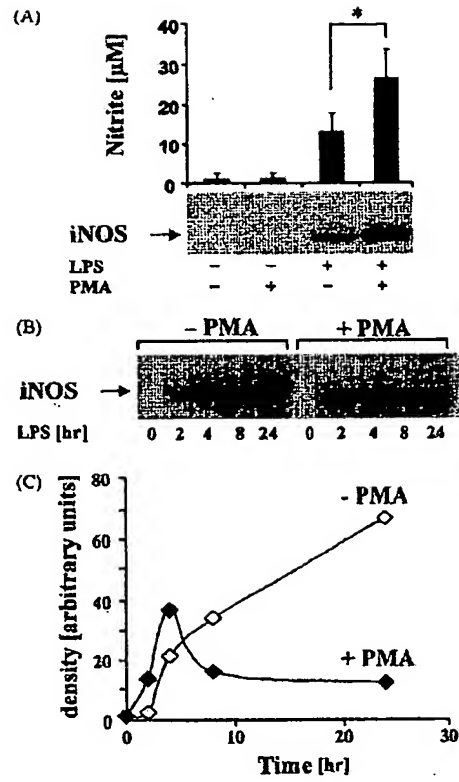 (A)
*
Nitrite [µM]
40
30
20
10
0
iNOS
LPS - - + +
PMA - + - +
(B)
- PMA + PMA
iNOS
LPS [hr] 0 2 4 8 24 0 2 4 8 24
(C)
density [arbitrary units]
80
60
40
20
0
- PMA
+ PMA
0 10 20 30
Time [hr]